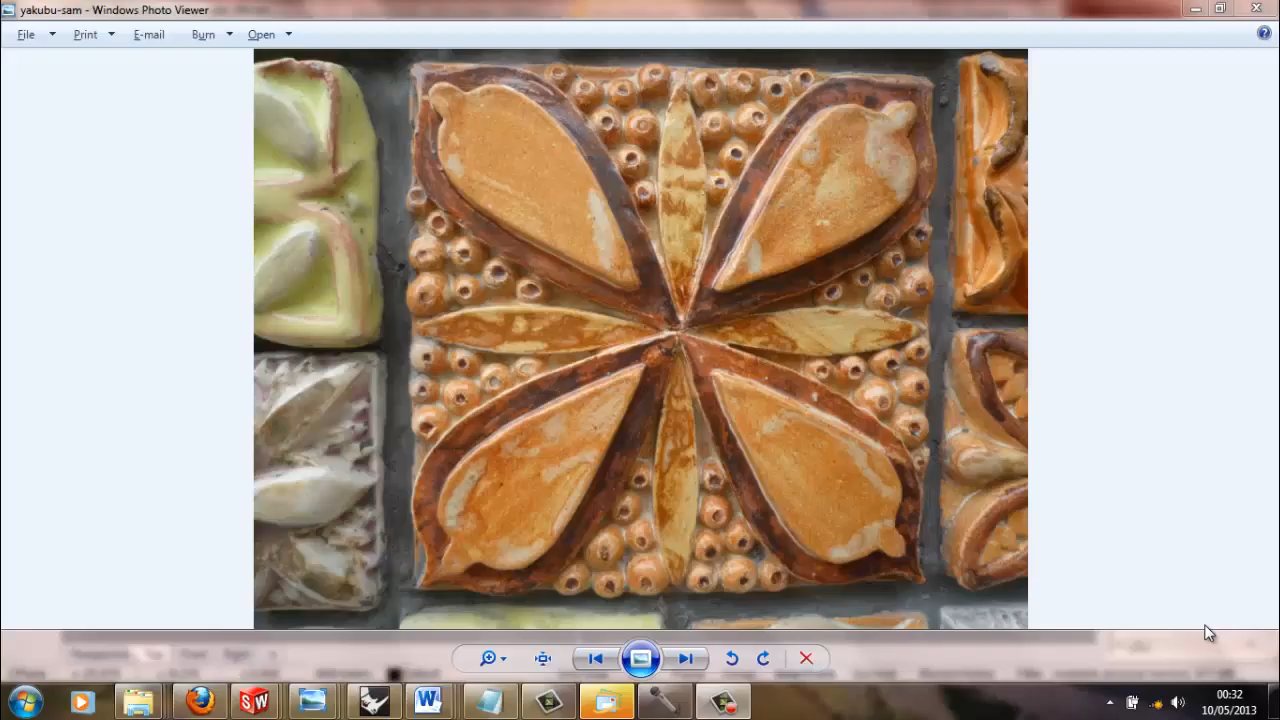 yakubu-sam - Windows Photo Viewer
File Print E-mail Burn Open
00:32
10/05/2013